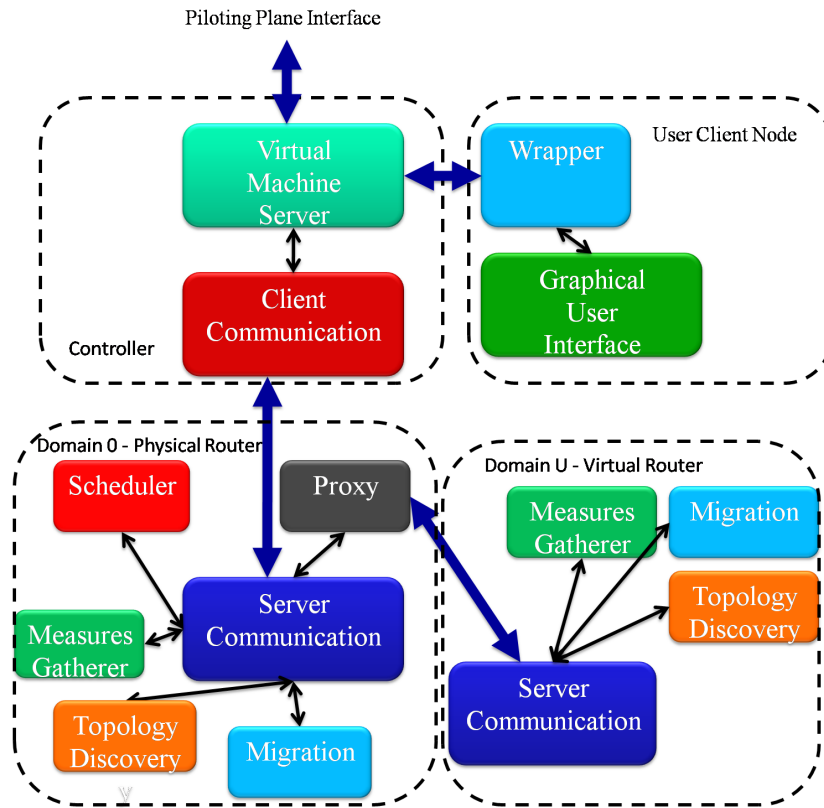 Piloting Plane Interface
Virtual
Machine
Server
Client
Communication
Controller
User Client Node
Wrapper
Graphical
User
Interface
Domain 0 - Physical Router
Scheduler
Proxy
Server
Communication
Measures
Gatherer
Topology
Discovery
Migration
Domain U - Virtual Router
Measures
Gatherer
Migration
Topology
Discovery
Server
Communication